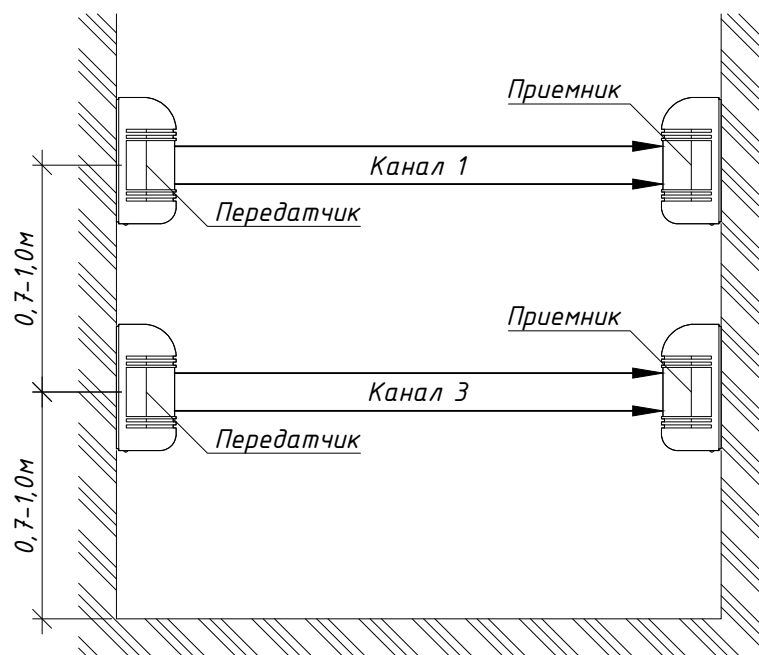 Приемник
Канал 1
Передатчик
0,7-1,0м
Приемник
Канал 3
Передатчик
0,7-1,0м